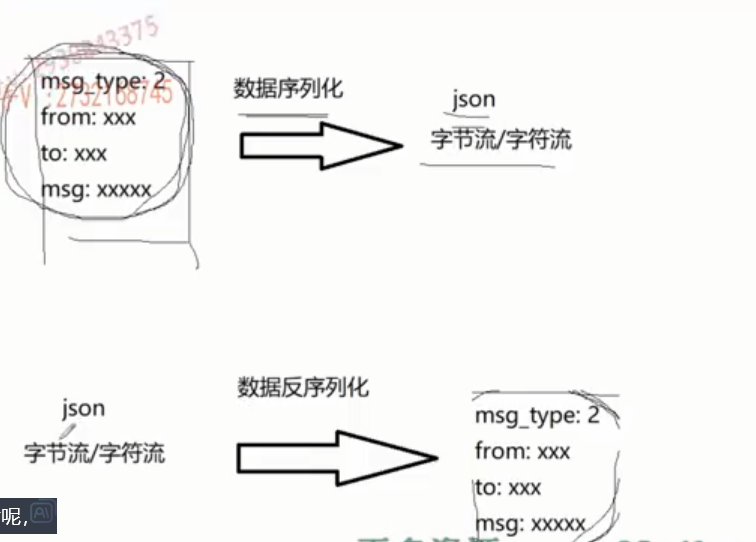 msg_type: 2
from: xxx
to: xxx
msg: xxxxx
数据序列化
json
字节流/字符流
数据反序列化
json
字节流/字符流
msg_type: 2
from: xxx
to: xxx
msg: xxxxx
呢,